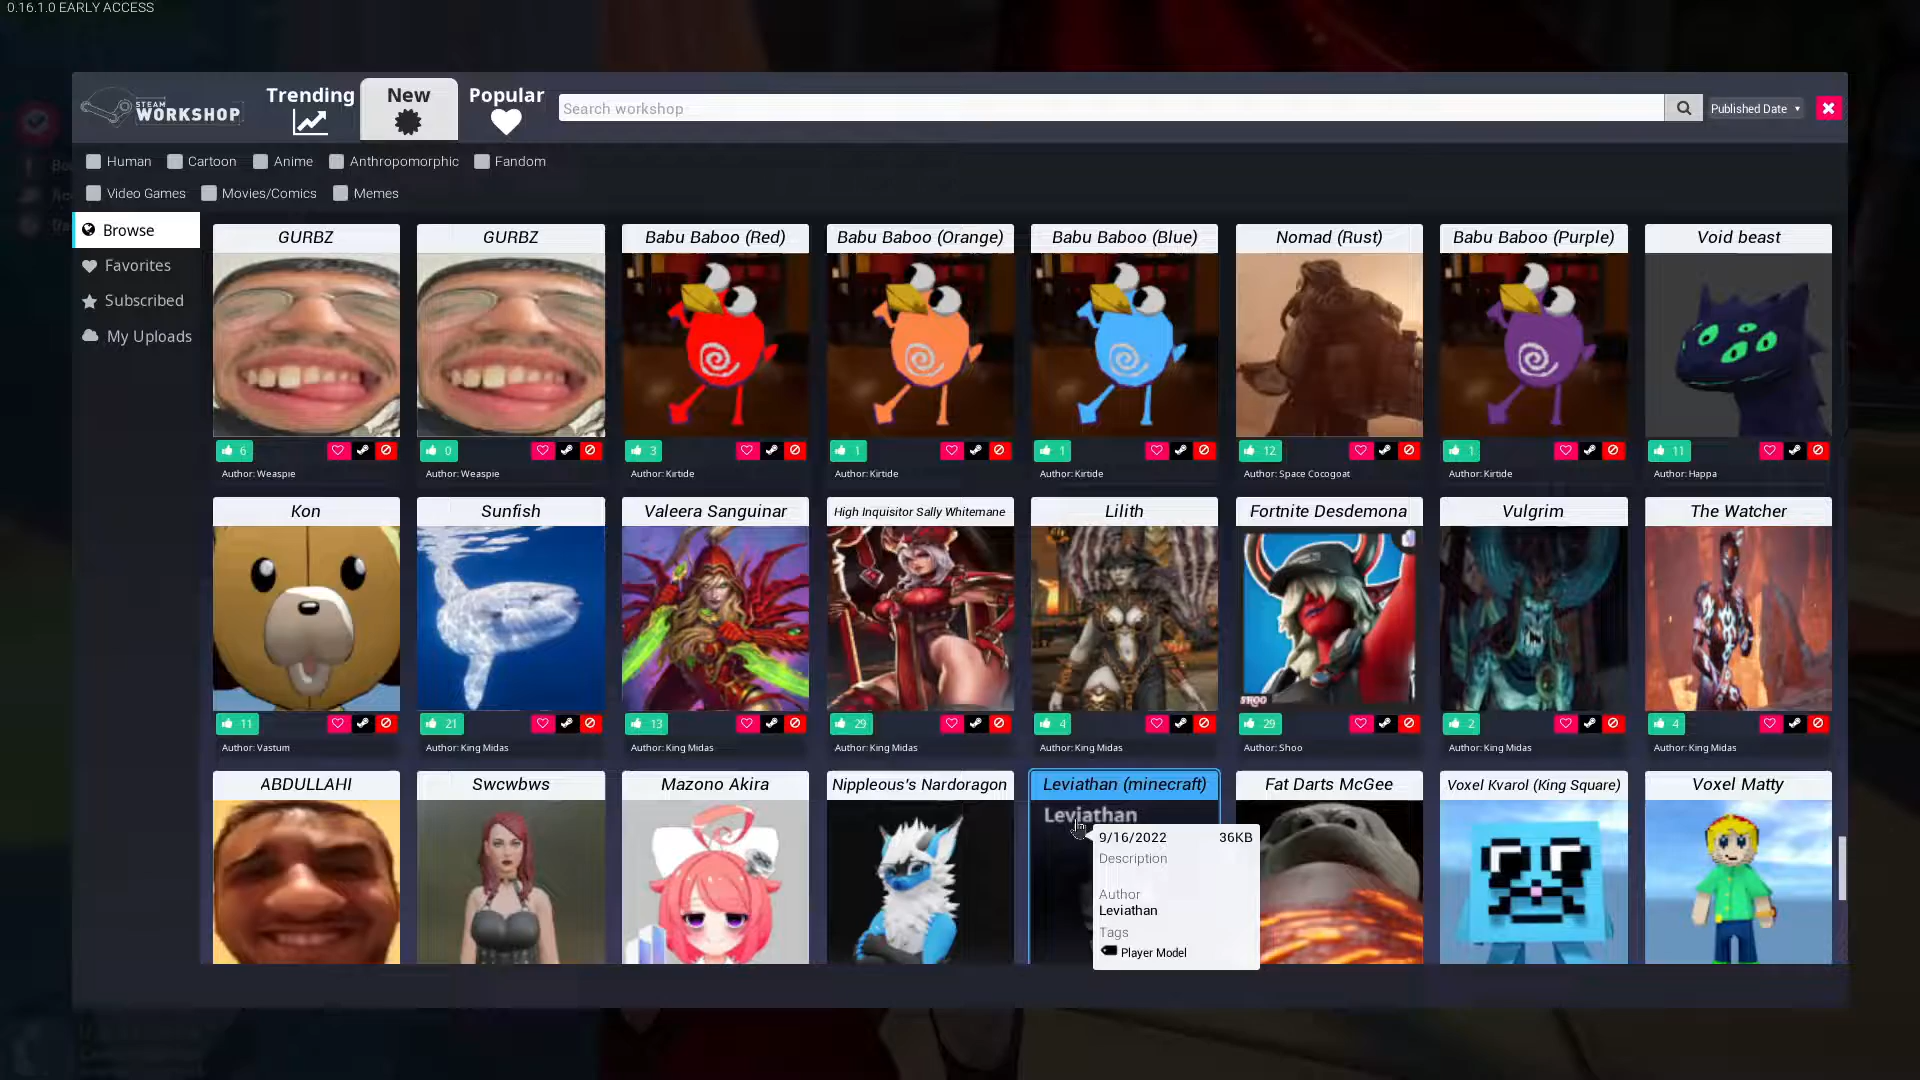 0.16.1.0 EARLY ACCESS
STEAM WORKSHOP
Trending
New
Popular
Search workshop
Published Date
Human Cartoon Anime Anthropomorphic Fandom
Video Games Movies/Comics Memes
Browse
Favorites
Subscribed
My Uploads
GURBZ GURBZ Babu Baboo (Red) Babu Baboo (Orange) Babu Baboo (Blue) Nomad (Rust) Babu Baboo (Purple) Void beast
6 0 3 1 1 12 1 11
Author: Weaspie Author: Weaspie Author: Kirtide Author: Kirtide Author: Kirtide Author: Space Cocogoat Author: Kirtide Author: Happa
Kon Sunfish Valeera Sanguinar High Inquisitor Sally Whitemane Lilith Fortnite Desdemona Vulgrim The Watcher
SHOO
11 21 13 29 4 29 2 4
Author: Vastum Author: King Midas Author: King Midas Author: King Midas Author: King Midas Author: Shoo Author: King Midas Author: King Midas
ABDULLAHI Swcwbws Mazono Akira Nippleous's Nardoragon Leviathan (minecraft) Fat Darts McGee Voxel Kvarol (King Square) Voxel Matty
Leviathan
9/16/2022 36KB
Description
Author
Leviathan
Tags
Player Model